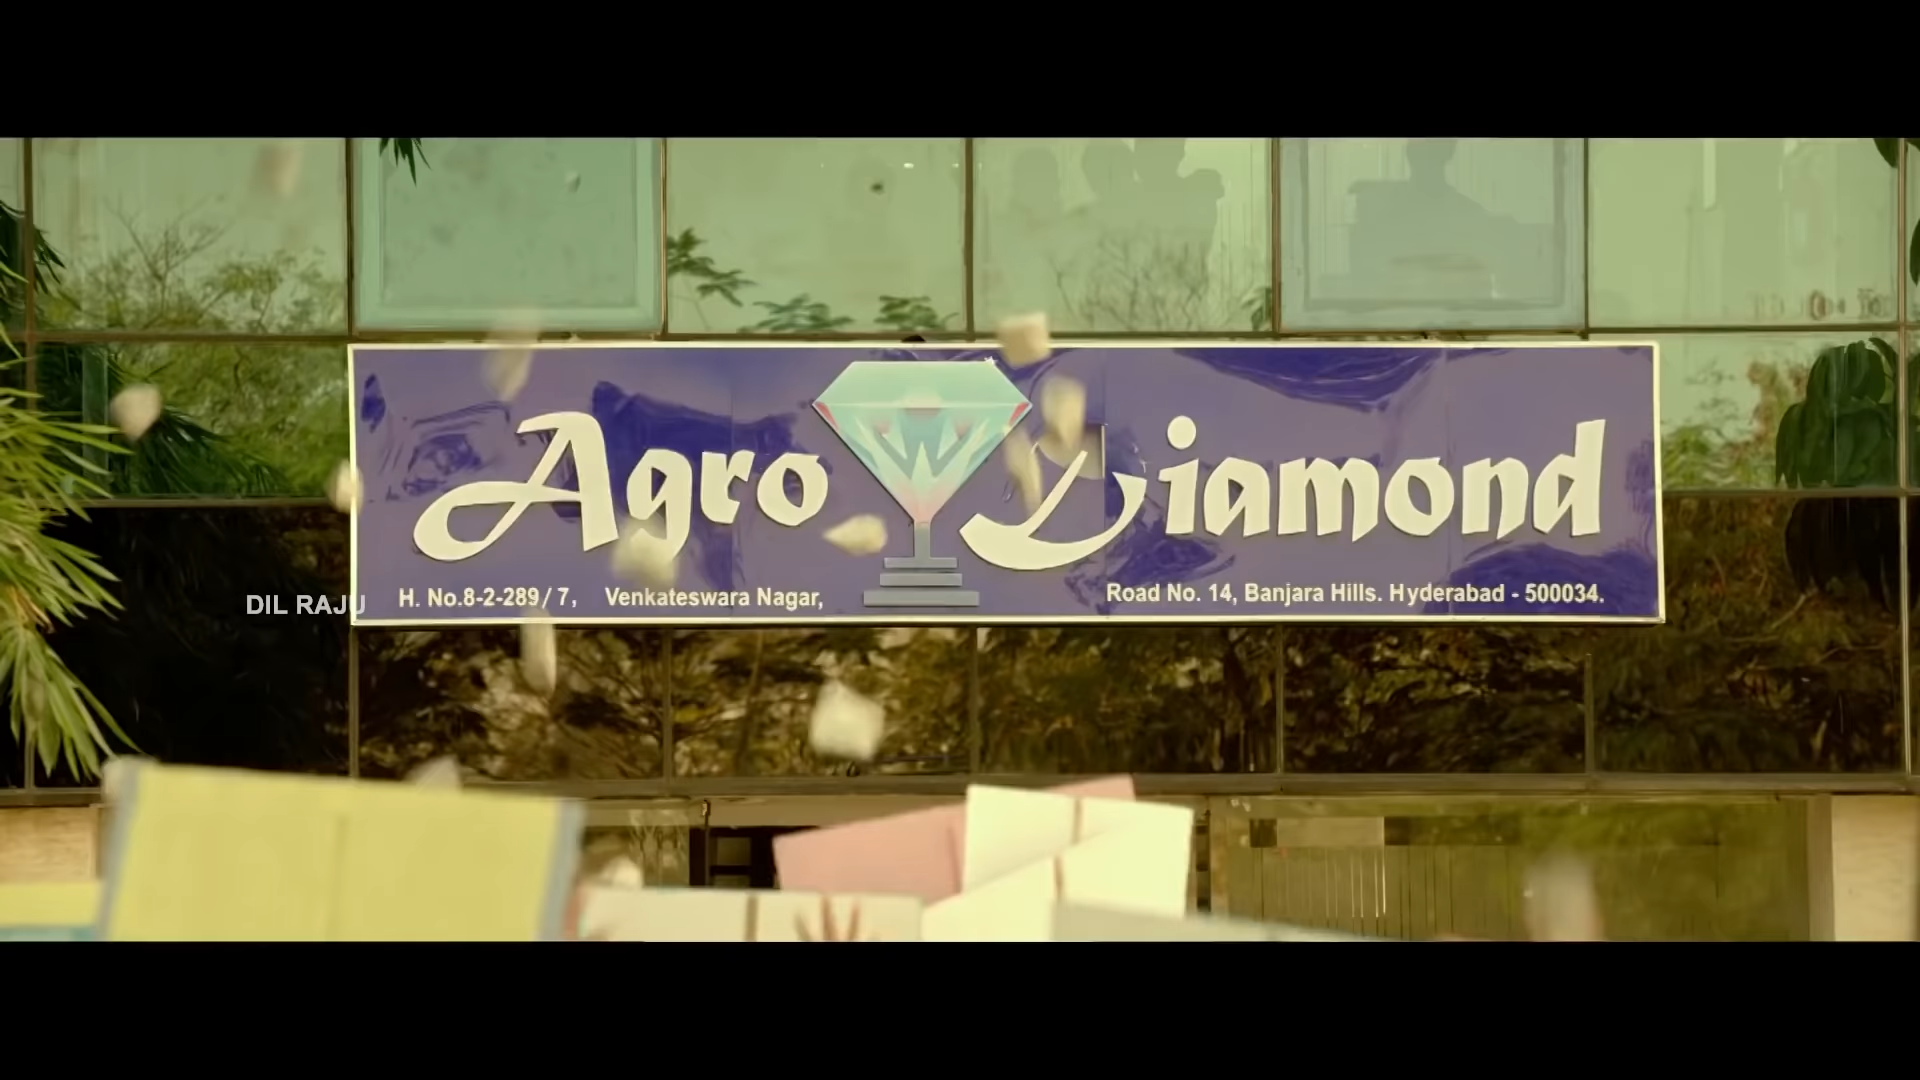 Agro Diamond
H. No.8-2-289/ 7, Venkateswara Nagar, Road No. 14, Banjara Hills. Hyderabad - 500034.
DIL RAJU